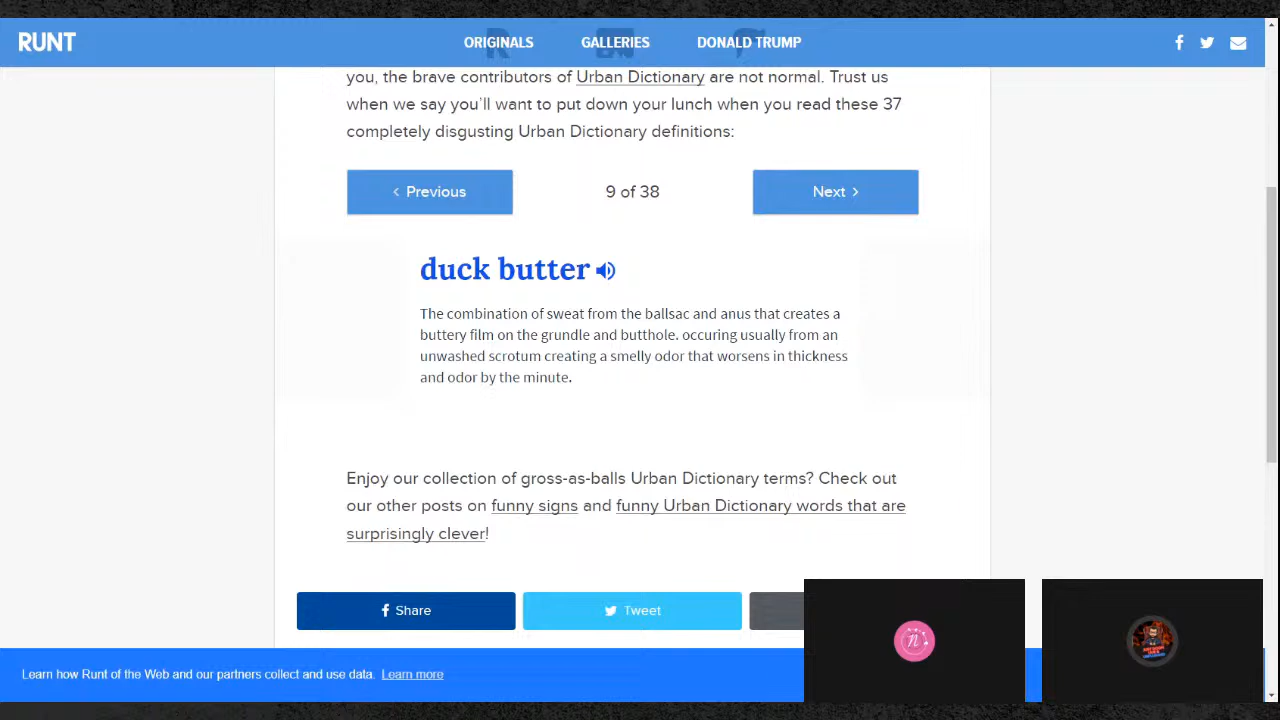 RUNT
ORIGINALS
GALLERIES
DONALD TRUMP
you, the brave contributors of Urban Dictionary are not normal. Trust us
when we say you'll want to put down your lunch when you read these 37
completely disgusting Urban Dictionary definitions:
Previous
9 of 38
Next
duck butter
The combination of sweat from the ballsac and anus that creates a
buttery film on the grundle and butthole. occuring usually from an
unwashed scrotum creating a smelly odor that worsens in thickness
and odor by the minute.
Enjoy our collection of gross-as-balls Urban Dictionary terms? Check out
our other posts on funny signs and funny Urban Dictionary words that are
surprisingly clever!
Share
Tweet
Learn how Runt of the Web and our partners collect and use data. Learn more